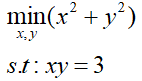 min(x² + y²)
x,y
s.t : xy = 3